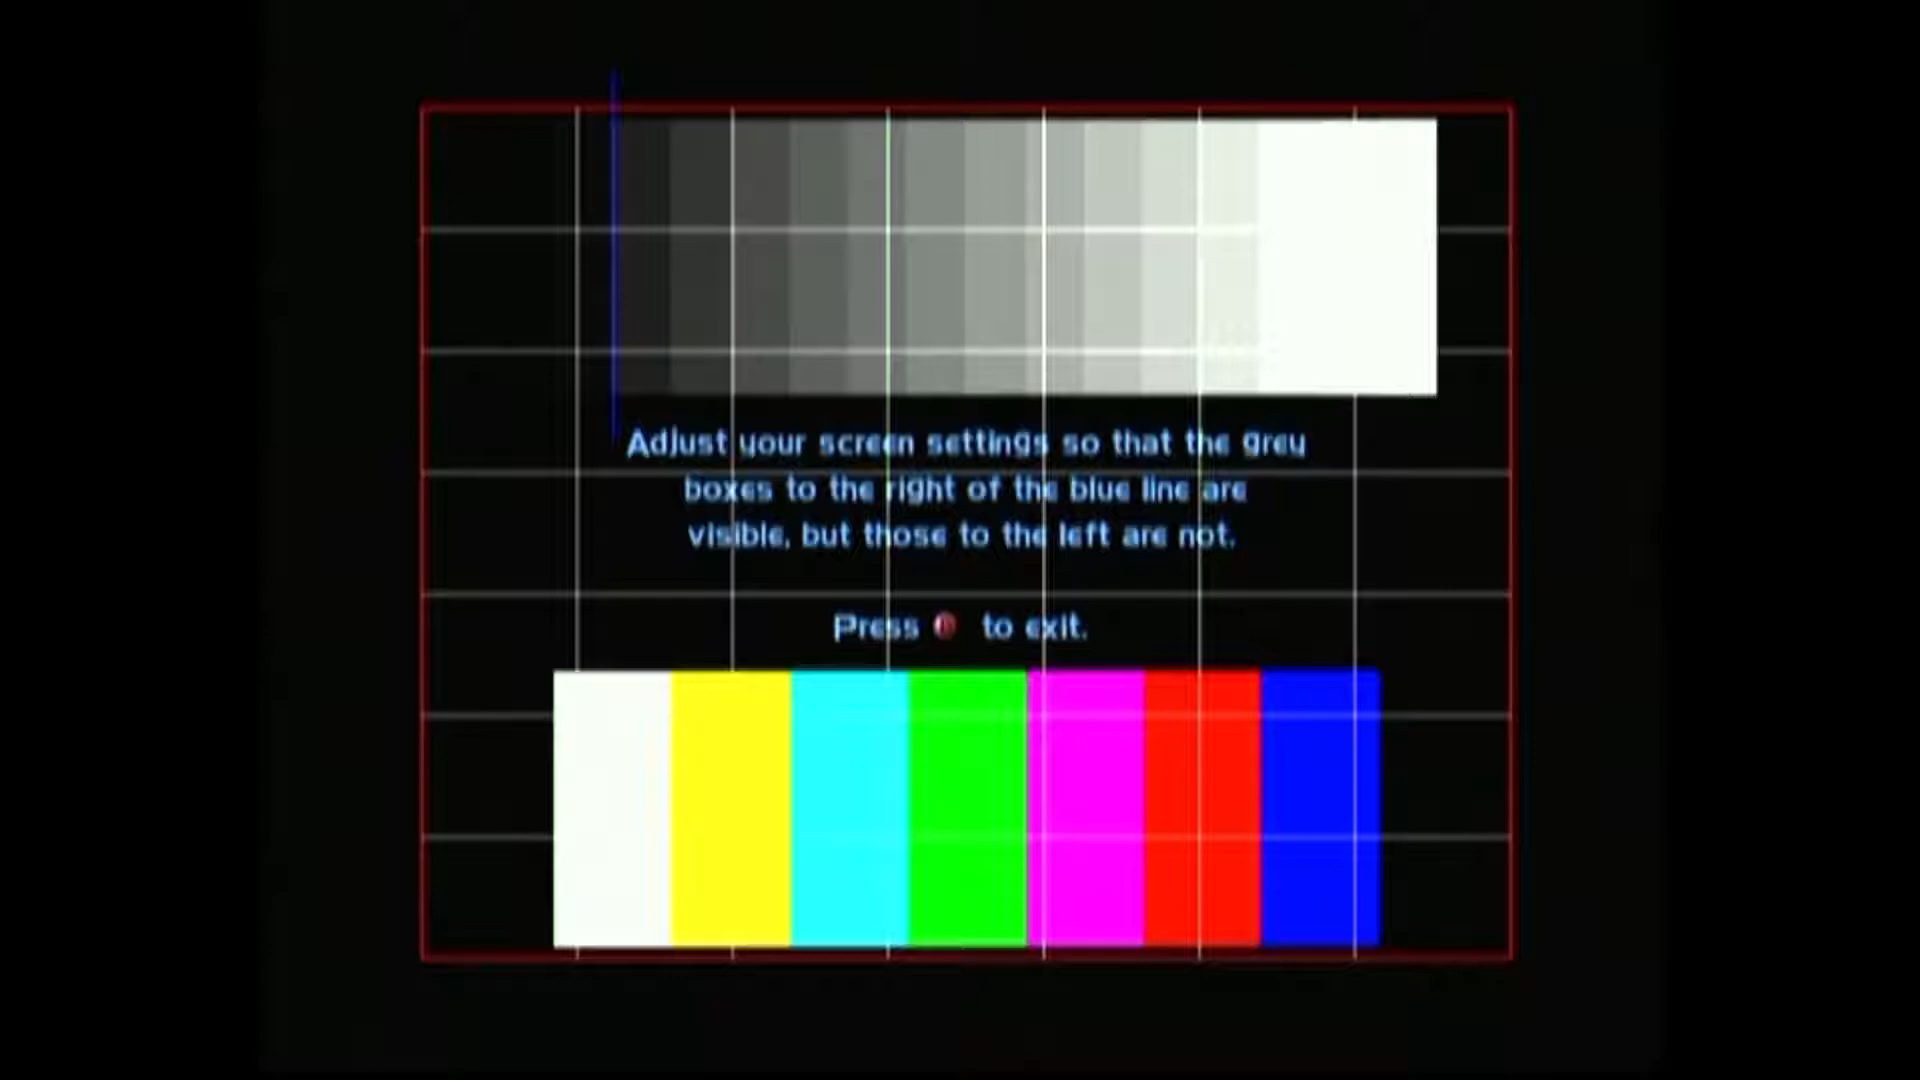 Adjust your screen settings so that the grey
boxes to the right of the blue line are
visible, but those to the left are not.
Press to exit.